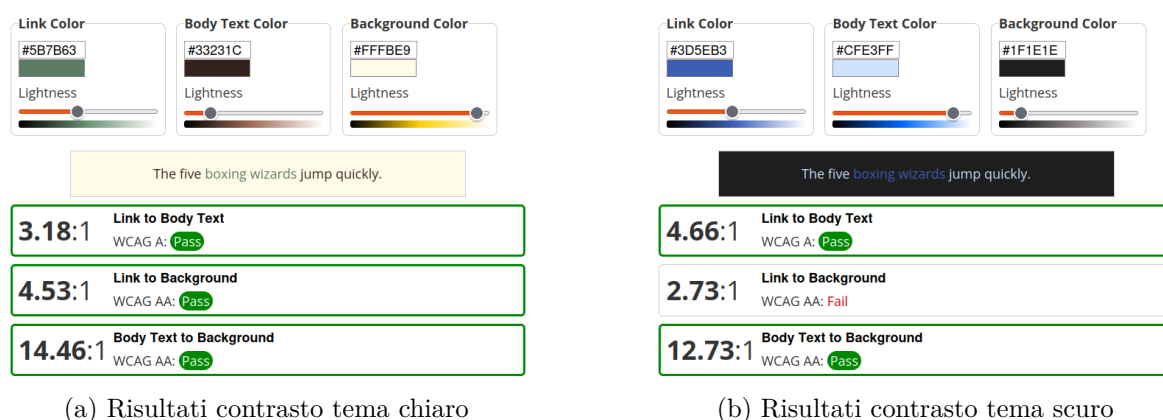 Link Color
#5B7B63
Lightness
Body Text Color
#33231C
Lightness
Background Color
#FFFBE9
Lightness
The five boxing wizards jump quickly.
3.18:1
Link to Body Text
WCAG A: Pass
4.53:1
Link to Background
WCAG AA: Pass
14.46:1
Body Text to Background
WCAG AA: Pass
(a) Risultati contrasto tema chiaro
Link Color
#3D5EB3
Lightness
Body Text Color
#CFE3FF
Lightness
Background Color
#1F1E1E
Lightness
The five boxing wizards jump quickly.
4.66:1
Link to Body Text
WCAG A: Pass
2.73:1
Link to Background
WCAG AA: Fail
12.73:1
Body Text to Background
WCAG AA: Pass
(b) Risultati contrasto tema scuro